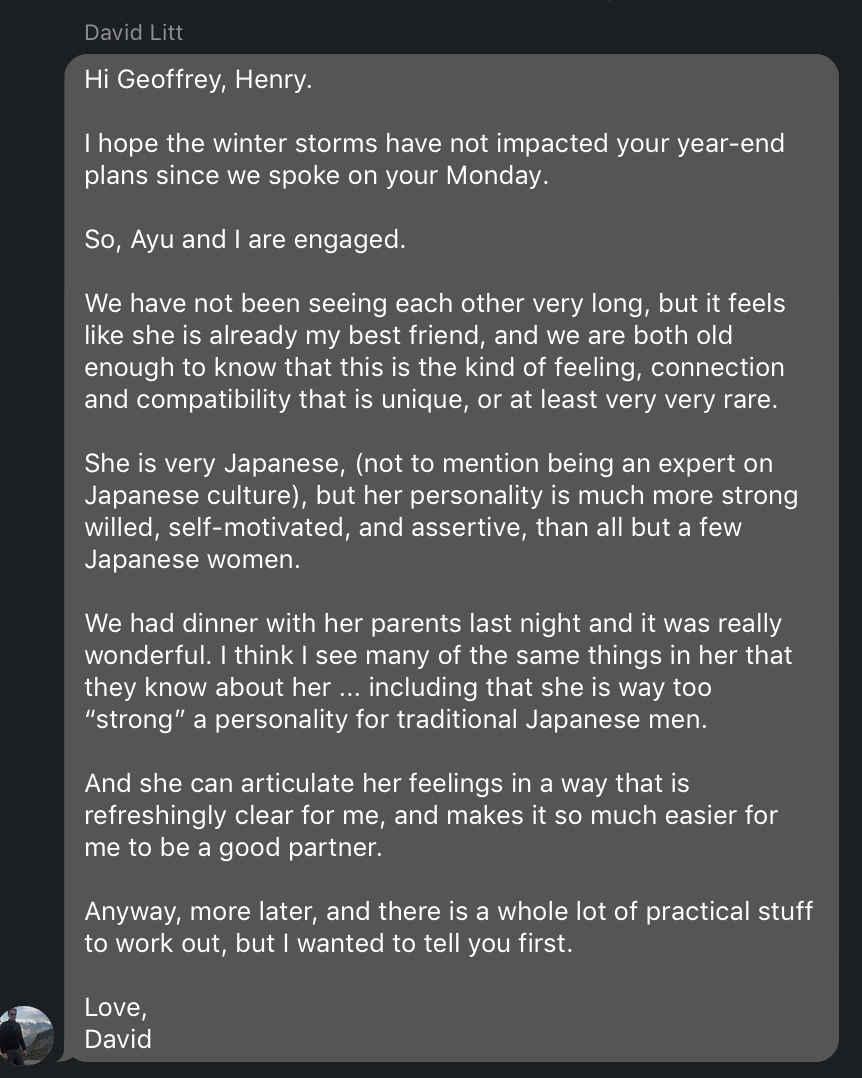 David Litt
Hi Geoffrey, Henry.
I hope the winter storms have not impacted your year-end
plans since we spoke on your Monday.
So, Ayu and I are engaged.
We have not been seeing each other very long, but it feels
like she is already my best friend, and we are both old
enough to know that this is the kind of feeling, connection
and compatibility that is unique, or at least very very rare.
She is very Japanese, (not to mention being an expert on
Japanese culture), but her personality is much more strong
willed, self-motivated, and assertive, than all but a few
Japanese women.
We had dinner with her parents last night and it was really
wonderful. I think I see many of the same things in her that
they know about her ... including that she is way too
“strong” a personality for traditional Japanese men.
And she can articulate her feelings in a way that is
refreshingly clear for me, and makes it so much easier for
me to be a good partner.
Anyway, more later, and there is a whole lot of practical stuff
to work out, but I wanted to tell you first.
Love,
David